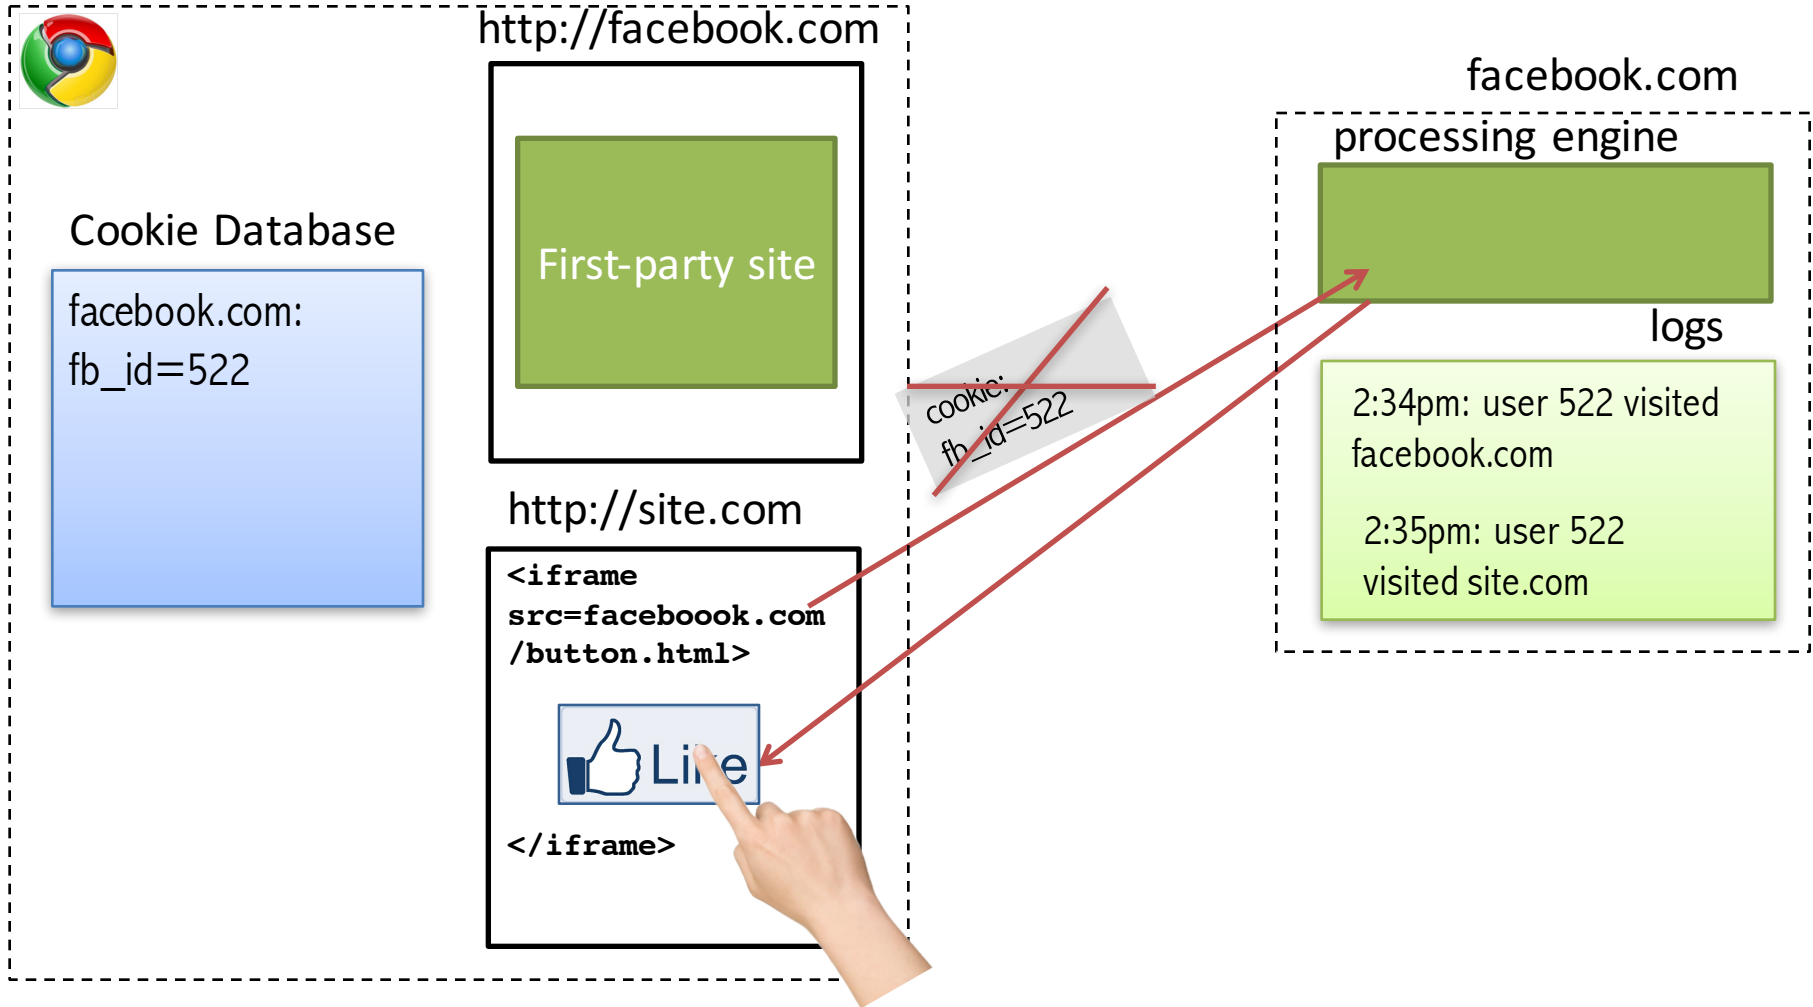 http://facebook.com
facebook.com
processing engine
Cookie Database
facebook.com:
fb_id=522
First-party site
logs
cookie:
fb_id=522
2:34pm: user 522 visited
facebook.com
2:35pm: user 522
visited site.com
http://site.com
<iframe
src=faceboook.com
/button.html>
Like
</iframe>